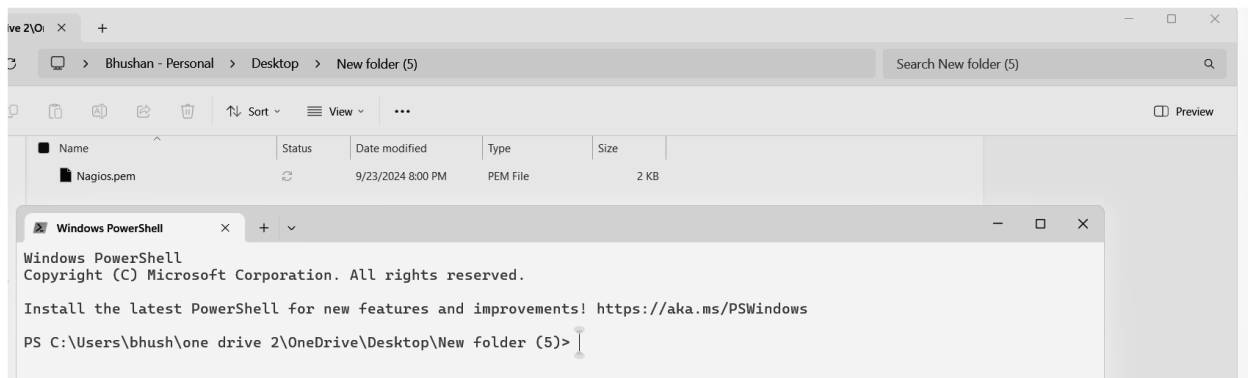 Bhushan - Personal > Desktop > New folder (5)
Search New folder (5)
Sort
View
Preview
Name Status Date modified Type Size
Nagios.pem 9/23/2024 8:00 PM PEM File 2 KB
Windows PowerShell
Windows PowerShell
Copyright (C) Microsoft Corporation. All rights reserved.
Install the latest PowerShell for new features and improvements! https://aka.ms/PSWindows
PS C:\Users\bhush\one drive 2\OneDrive\Desktop\New folder (5)>